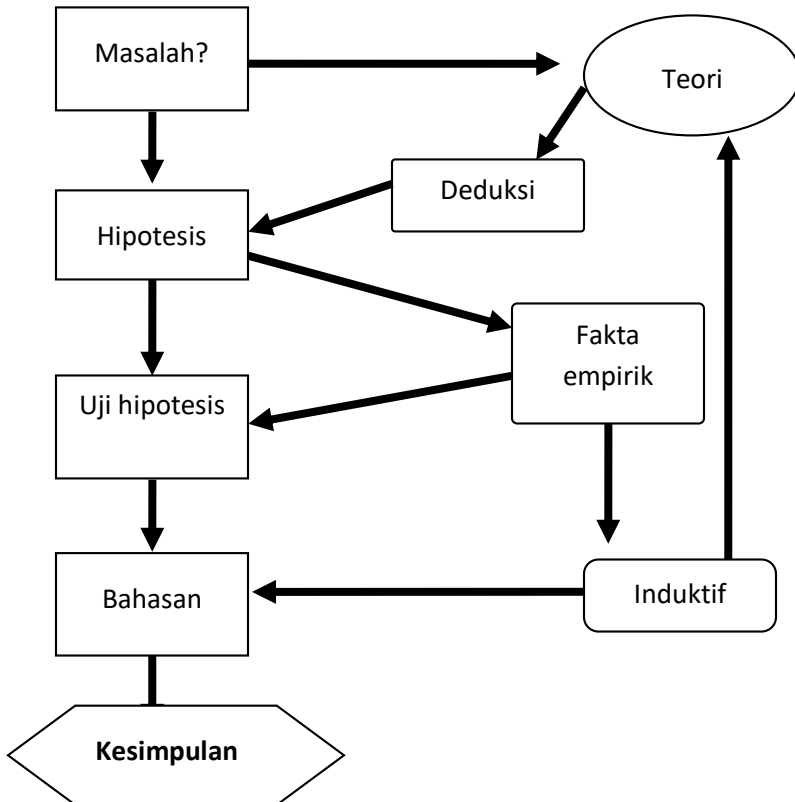 Masalah?
Teori
Deduksi
Hipotesis
Fakta
empirik
Uji hipotesis
Induktif
Bahasan
Kesimpulan